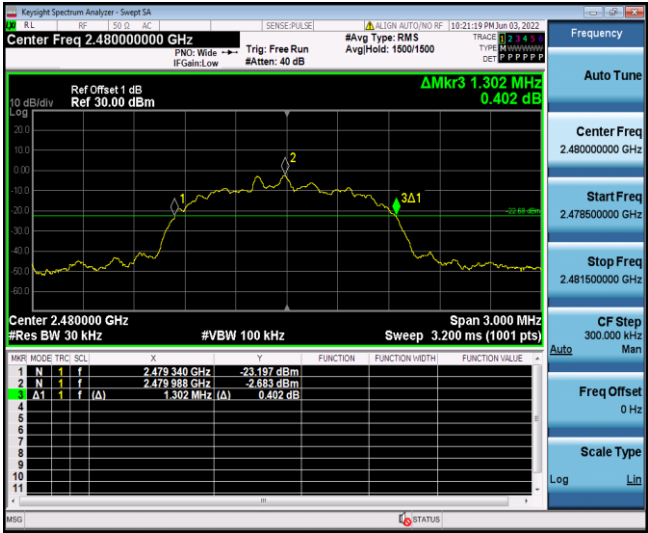 Keysight Spectrum Analyzer - Swept SA
RL RF 50 Ω AC SENSE:PULSE ALIGN AUTO/NO RF 10:21:19 PM Jun 03, 2022
Center Freq 2.480000000 GHz
PNO: Wide
IFGain:Low
Trig: Free Run
#Atten: 40 dB
#Avg Type: RMS
Avg|Hold: 1500/1500
TRACE 1 2 3 4 5 6
TYPE MWWWWW
DET P P P P P P
Ref Offset 1 dB
10 dB/div Ref 30.00 dBm
Log
ΔMkr3 1.302 MHz
0.402 dB
20.0
10.0
0.00
-10.0
-20.0
-30.0
-40.0
-50.0
-60.0
1
2
3Δ1
-22.68 dBm
Center 2.480000 GHz Span 3.000 MHz
#Res BW 30 kHz #VBW 100 kHz Sweep 3.200 ms (1001 pts)
MKR MODE TRC SCL X Y FUNCTION FUNCTION WIDTH FUNCTION VALUE
1 N 1 f 2.479 340 GHz -23.197 dBm
2 N 1 f 2.479 988 GHz -2.683 dBm
3 Δ1 1 f (Δ) 1.302 MHz (Δ) 0.402 dB
4
5
6
7
8
9
10
11
MSG STATUS
Frequency
Auto Tune
Center Freq
2.480000000 GHz
Start Freq
2.478500000 GHz
Stop Freq
2.481500000 GHz
CF Step
300.000 kHz
Auto Man
Freq Offset
0 Hz
Scale Type
Log Lin